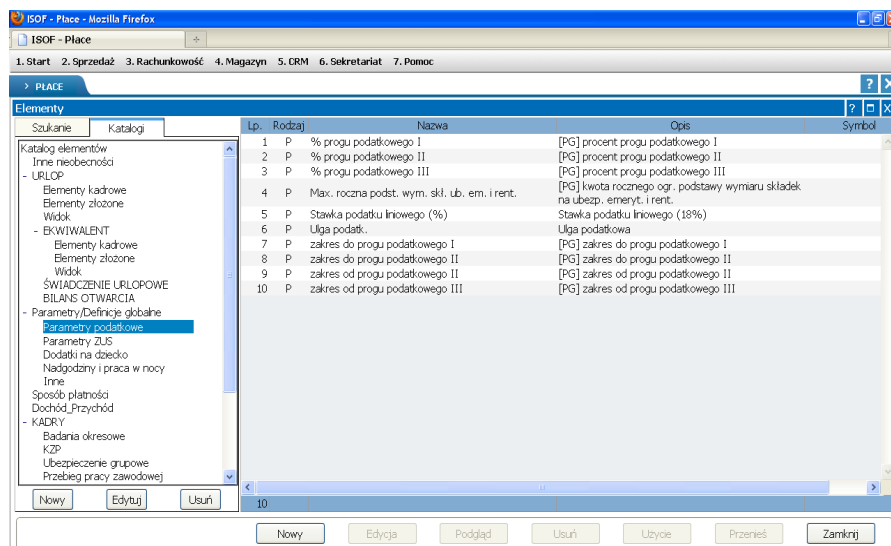 ISOF - Płace - Mozilla Firefox
ISOF - Płace
1. Start 2. Sprzedaż 3. Rachunkowość 4. Magazyn 5. CRM 6. Sekretariat 7. Pomoc
> PŁACE ? X
Elementy ? X
Szukanie Katalogi
Katalog elementów
Inne nieobecności
- URLOP
Elementy kadrowe
Elementy złożone
Widok
- EKWIWALENT
Elementy kadrowe
Elementy złożone
Widok
ŚWIADCZENIE URLOPOWE
BILANS OTWARCIA
- Parametry/Definicje globalne
Parametry podatkowe
Parametry ZUS
Dodatki na dziecko
Nadgodziny i praca w nocy
Inne
Sposób płatności
Dochód_Przychód
- KADRY
Badania okresowe
KZP
Ubezpieczenie grupowe
Przebieg pracy zawodowej
Nowy Edytuj Usuń
Lp. Rodzaj Nazwa Opis Symbol
1 P % progu podatkowego I [PG] procent progu podatkowego I
2 P % progu podatkowego II [PG] procent progu podatkowego II
3 P % progu podatkowego III [PG] procent progu podatkowego III
4 P Max. roczna podst. wym. skł. ub. em. i rent. [PG] kwota rocznego ogr. podstawy wymiaru składek
na ubezp. emeryt. i rent.
5 P Stawka podatku liniowego (%) Stawka podatku liniowego (18%)
6 P Ulga podatk. Ulga podatkowa
7 P zakres do progu podatkowego I [PG] zakres do progu podatkowego I
8 P zakres do progu podatkowego II [PG] zakres do progu podatkowego II
9 P zakres od progu podatkowego II [PG] zakres od progu podatkowego II
10 P zakres od progu podatkowego III [PG] zakres od progu podatkowego III
10
Nowy Edycja Podgląd Usuń Użycie Przenieś Zamknij